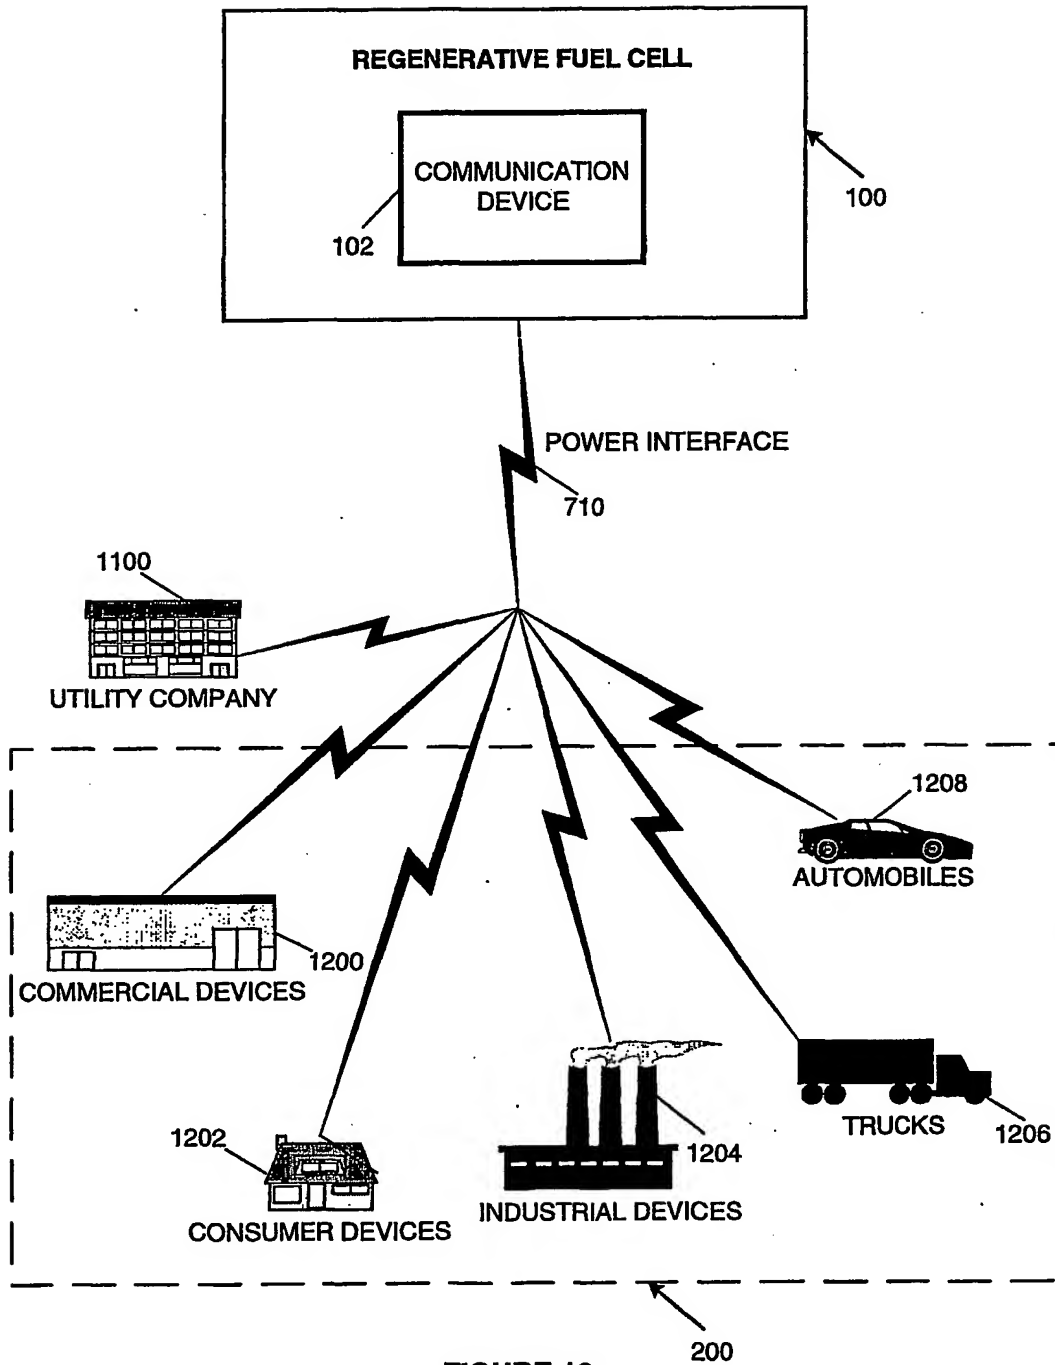 REGENERATIVE FUEL CELL
COMMUNICATION
DEVICE
100
102
POWER INTERFACE
710
1100
UTILITY COMPANY
1208
AUTOMOBILES
1200
COMMERCIAL DEVICES
1204
TRUCKS
1206
1202
INDUSTRIAL DEVICES
CONSUMER DEVICES
200